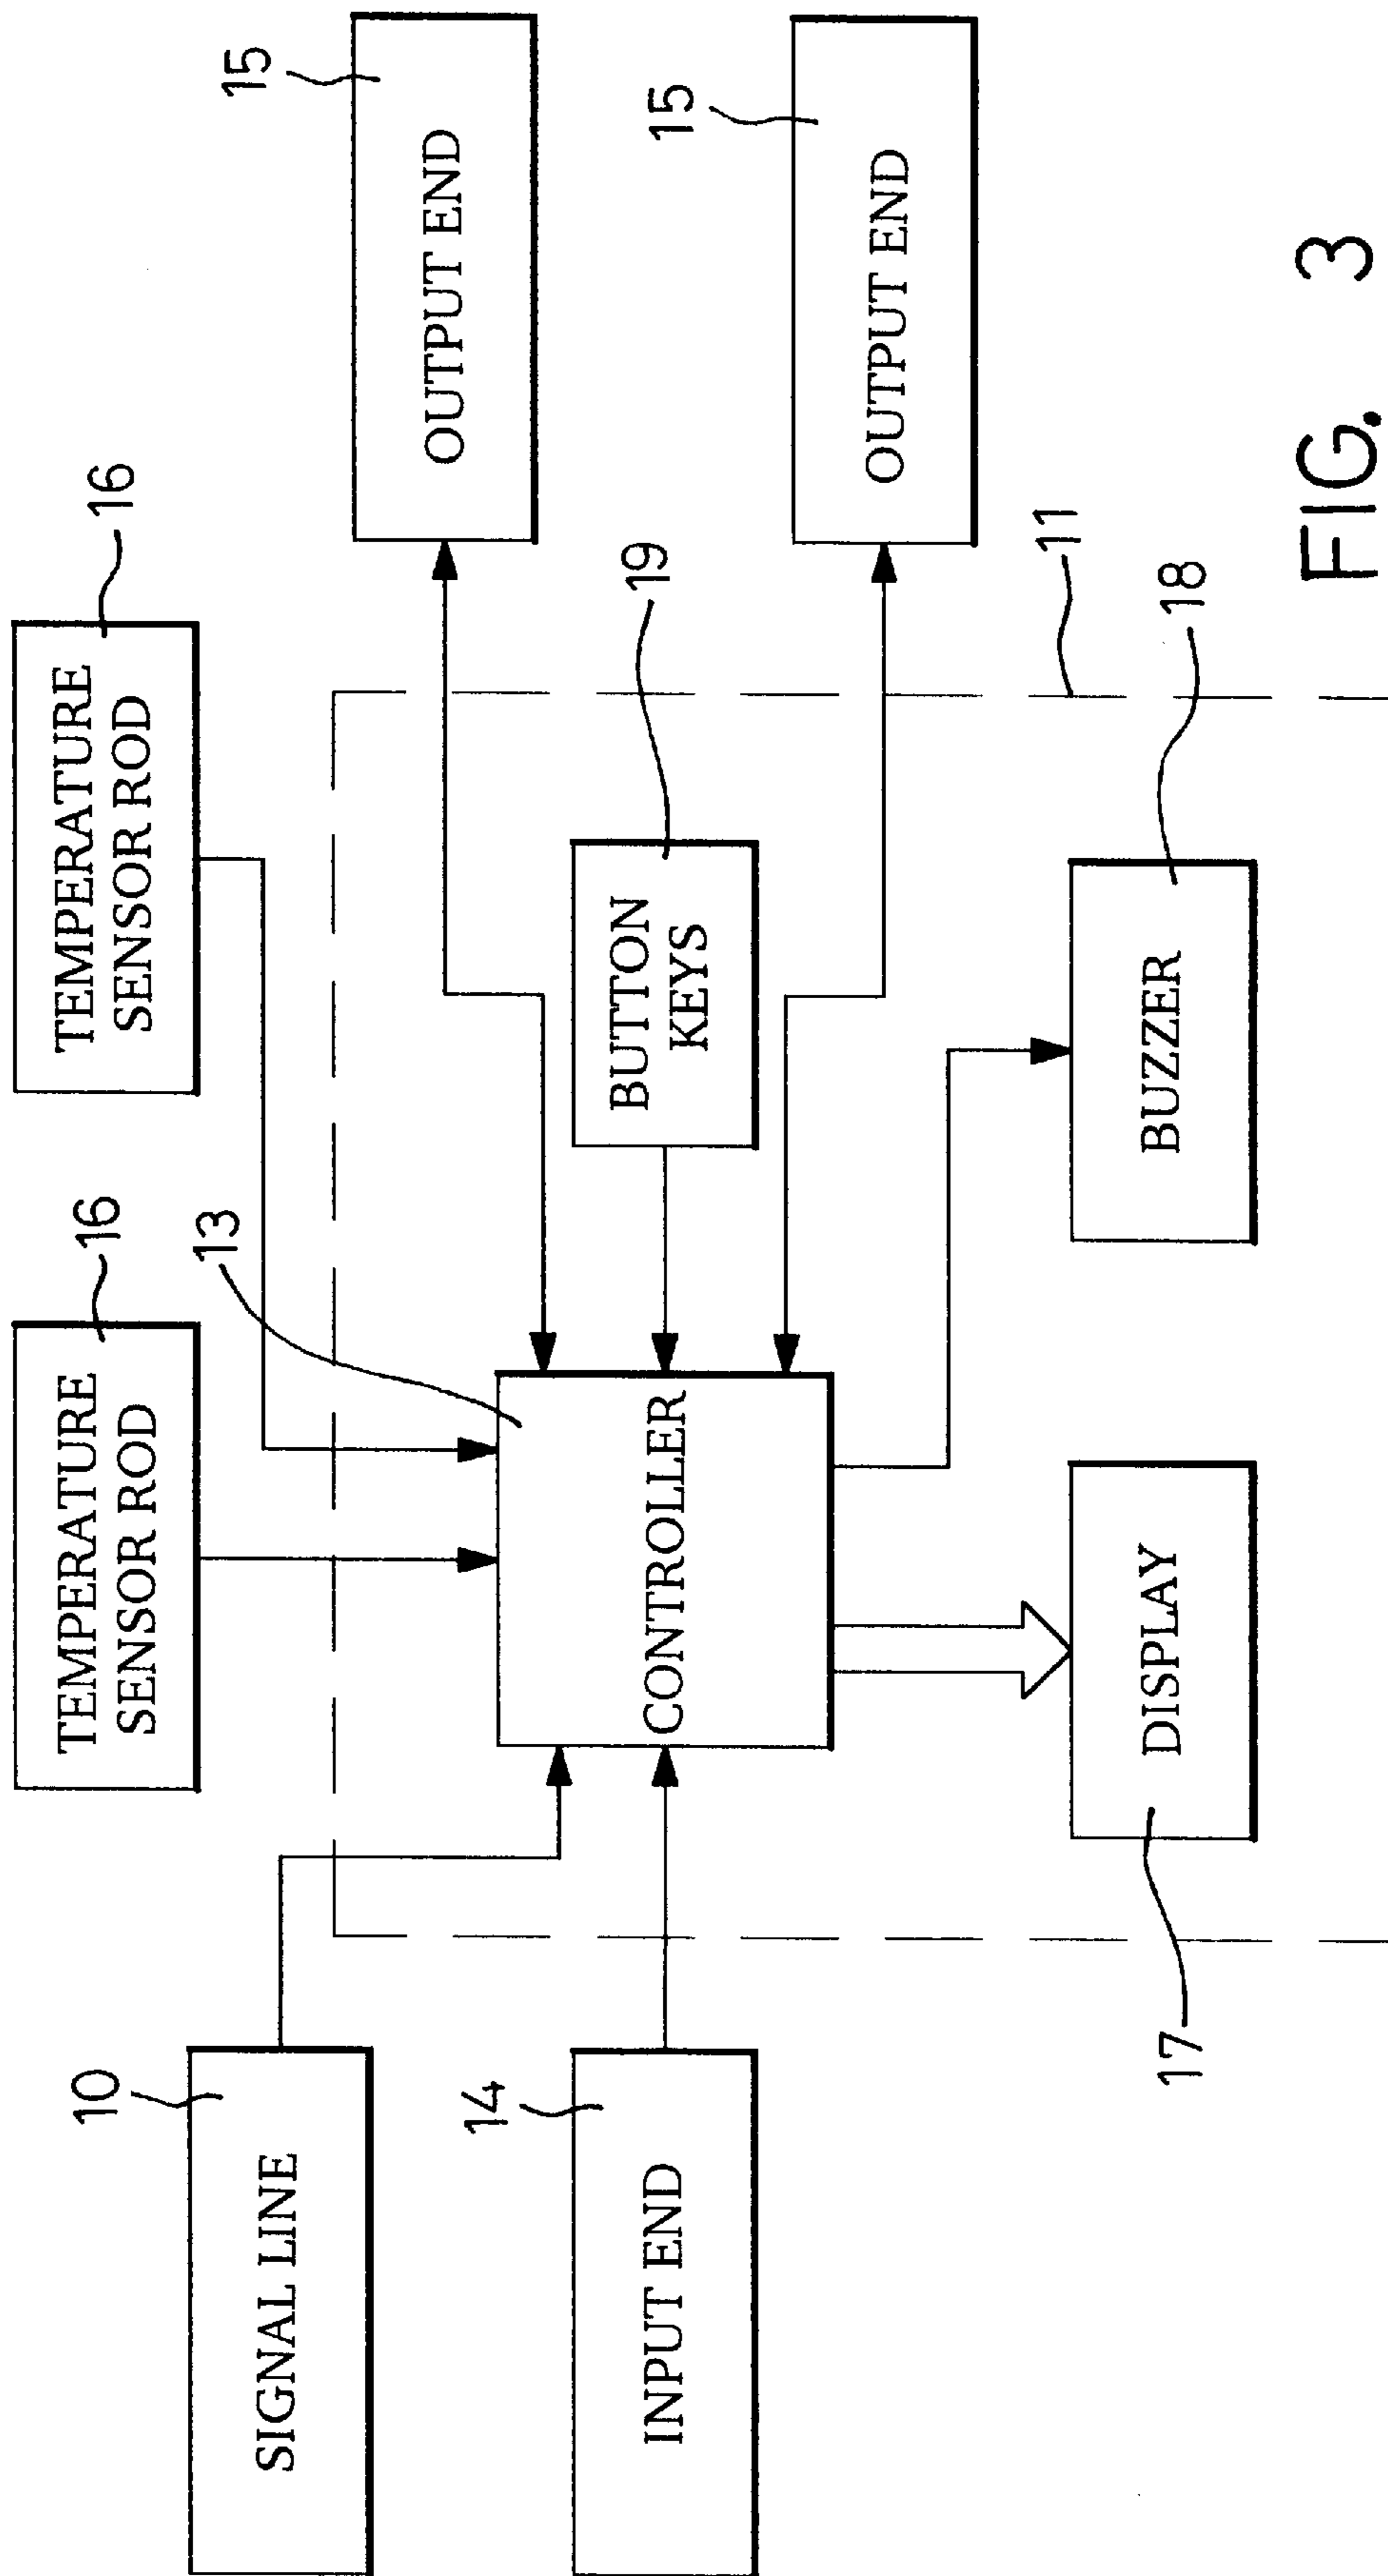 16
16
TEMPERATURE
SENSOR ROD
TEMPERATURE
SENSOR ROD
10
13
15
SIGNAL LINE
OUTPUT END
14
19
INPUT END
CONTROLLER
BUTTON
KEYS
15
OUTPUT END
11
17
18
DISPLAY
BUZZER
FIG. 3